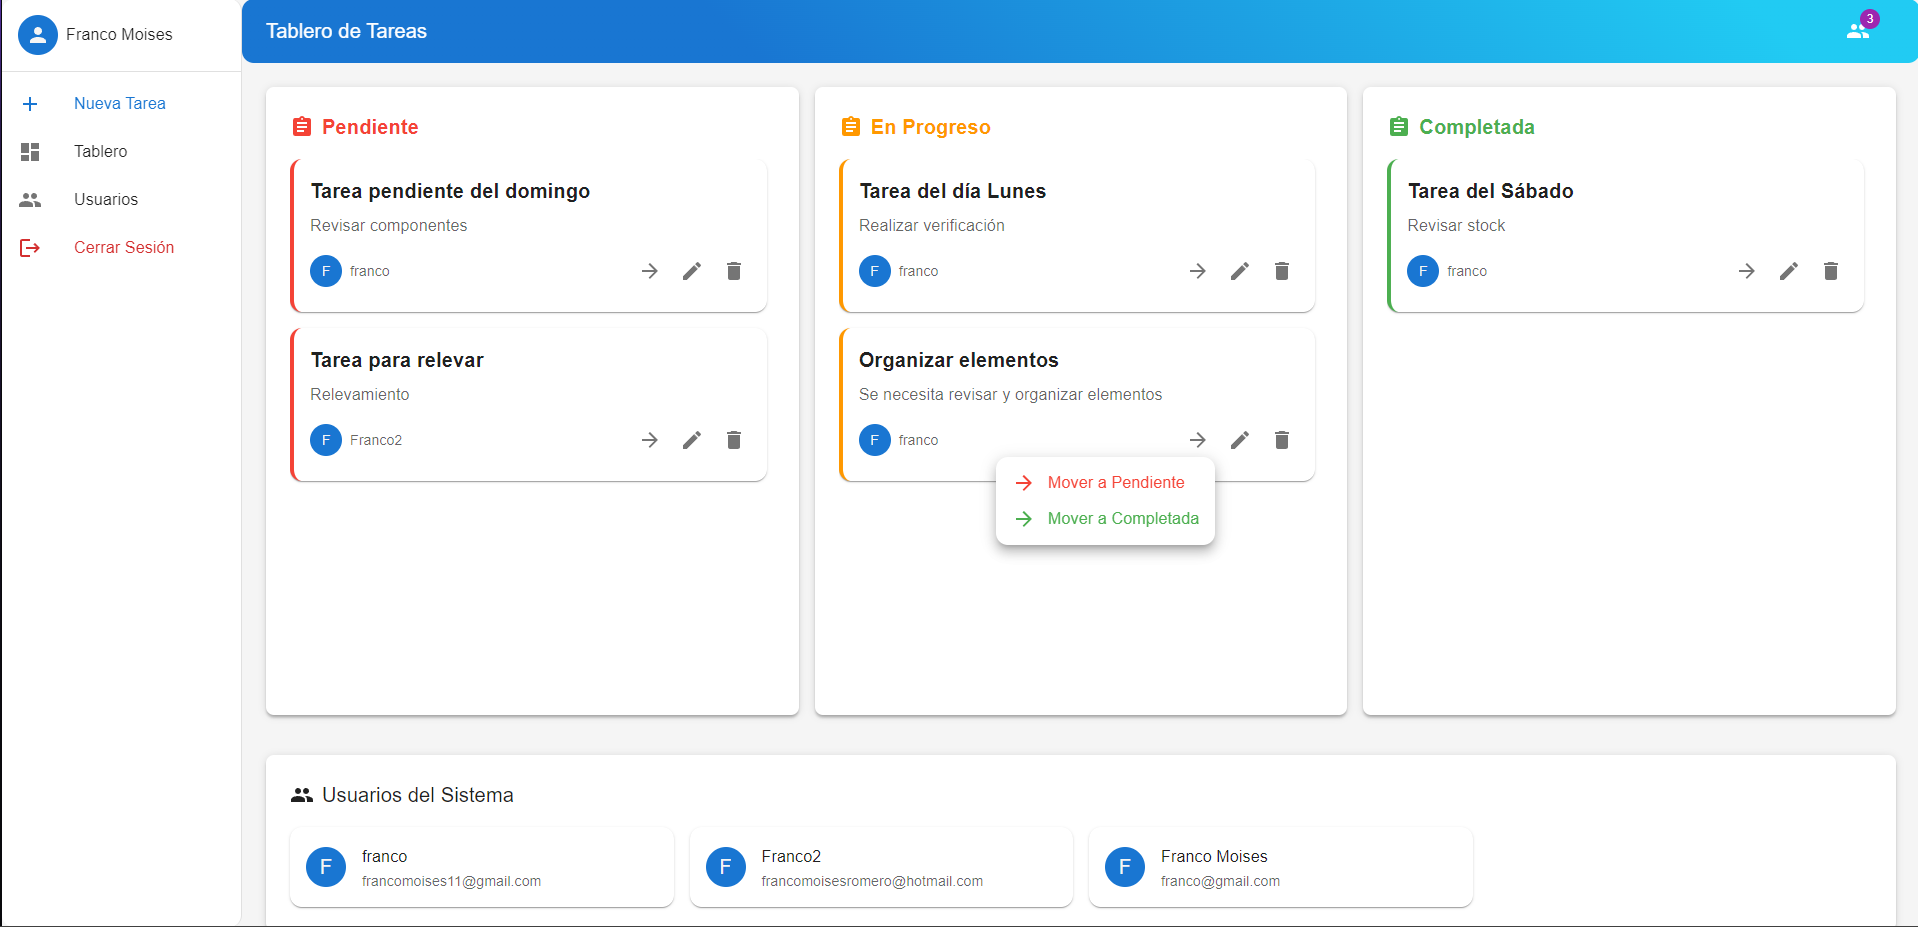 Franco Moises
Nueva Tarea
Tablero
Usuarios
Cerrar Sesión
Tablero de Tareas
3
Pendiente
Tarea pendiente del domingo
Revisar componentes
F franco
Tarea para relevar
Relevamiento
F Franco2
En Progreso
Tarea del día Lunes
Realizar verificación
F franco
Organizar elementos
Se necesita revisar y organizar elementos
F franco
Mover a Pendiente
Mover a Completada
Completada
Tarea del Sábado
Revisar stock
F franco
Usuarios del Sistema
F franco
francomoises11@gmail.com
F Franco2
francomoisesromero@hotmail.com
F Franco Moises
franco@gmail.com